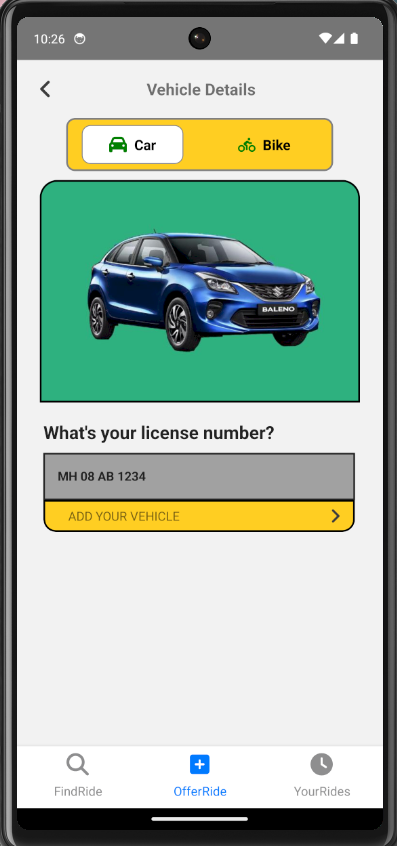 10:26
Vehicle Details
Car
Bike
BALENO
What's your license number?
MH 08 AB 1234
ADD YOUR VEHICLE
FindRide
OfferRide
YourRides